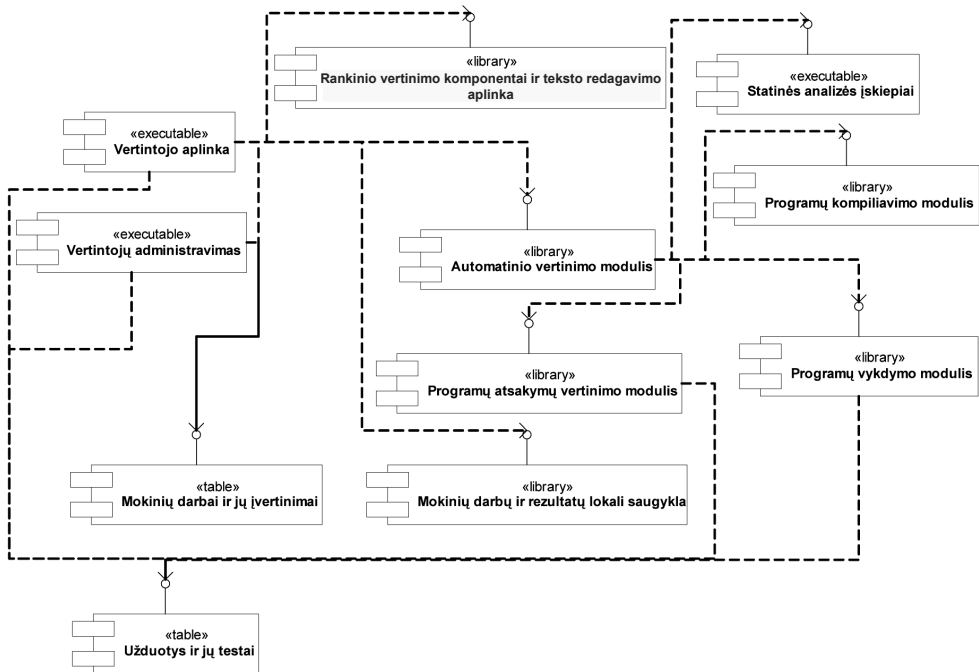 «library»
Rankinio vertinimo komponentai ir teksto redagavimo
aplinka
«executable»
Statinės analizės įskiepiai
«executable»
Vertintojo aplinka
«library»
Programų kompiliavimo modulis
«executable»
Vertintojų administravimas
«library»
Automatinio vertinimo modulis
«library»
Programų atsakymų vertinimo modulis
«library»
Programų vykdymo modulis
«table»
Mokinių darbai ir jų įvertinimai
«library»
Mokinių darbų ir rezultatų lokali saugykla
«table»
Užduotys ir jų testai